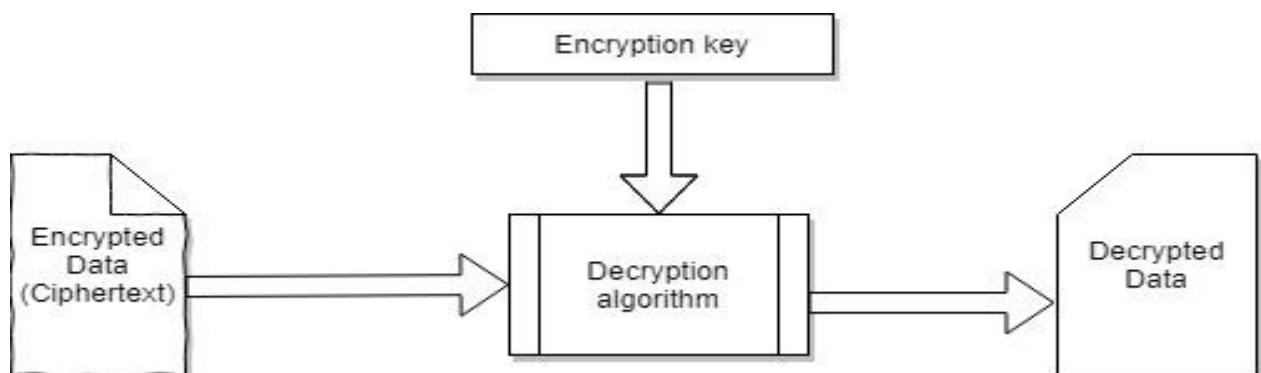 Encryption key
Encrypted
Data
(Ciphertext)
Decryption
algorithm
Decrypted
Data